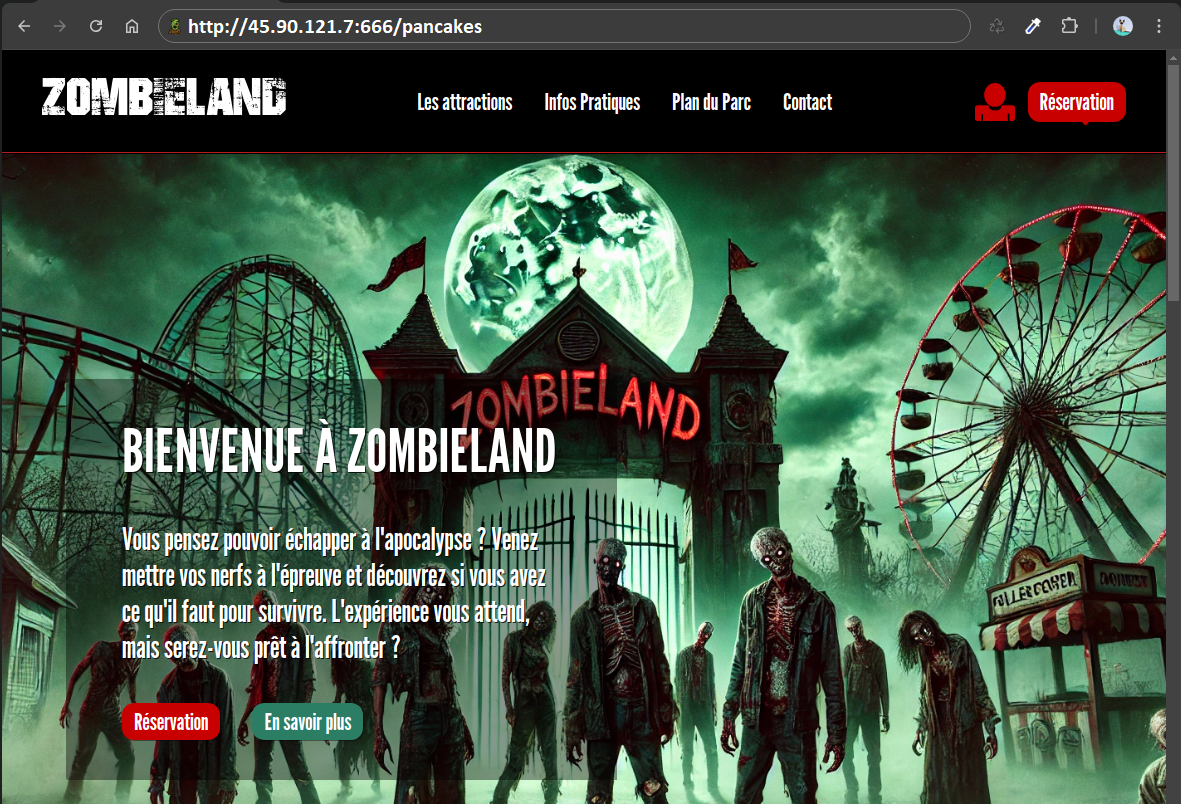 http://45.90.121.7:666/pancakes
ZOMBIELAND
Les attractions
Infos Pratiques
Plan du Parc
Contact
Réservation
ZOMBIELAND
BIENVENUE À ZOMBIELAND
Vous pensez pouvoir échapper à l'apocalypse ? Venez
mettre vos nerfs à l'épreuve et découvrez si vous avez
ce qu'il faut pour survivre. L'expérience vous attend,
mais serez-vous prêt à l'affronter ?
Réservation
En savoir plus